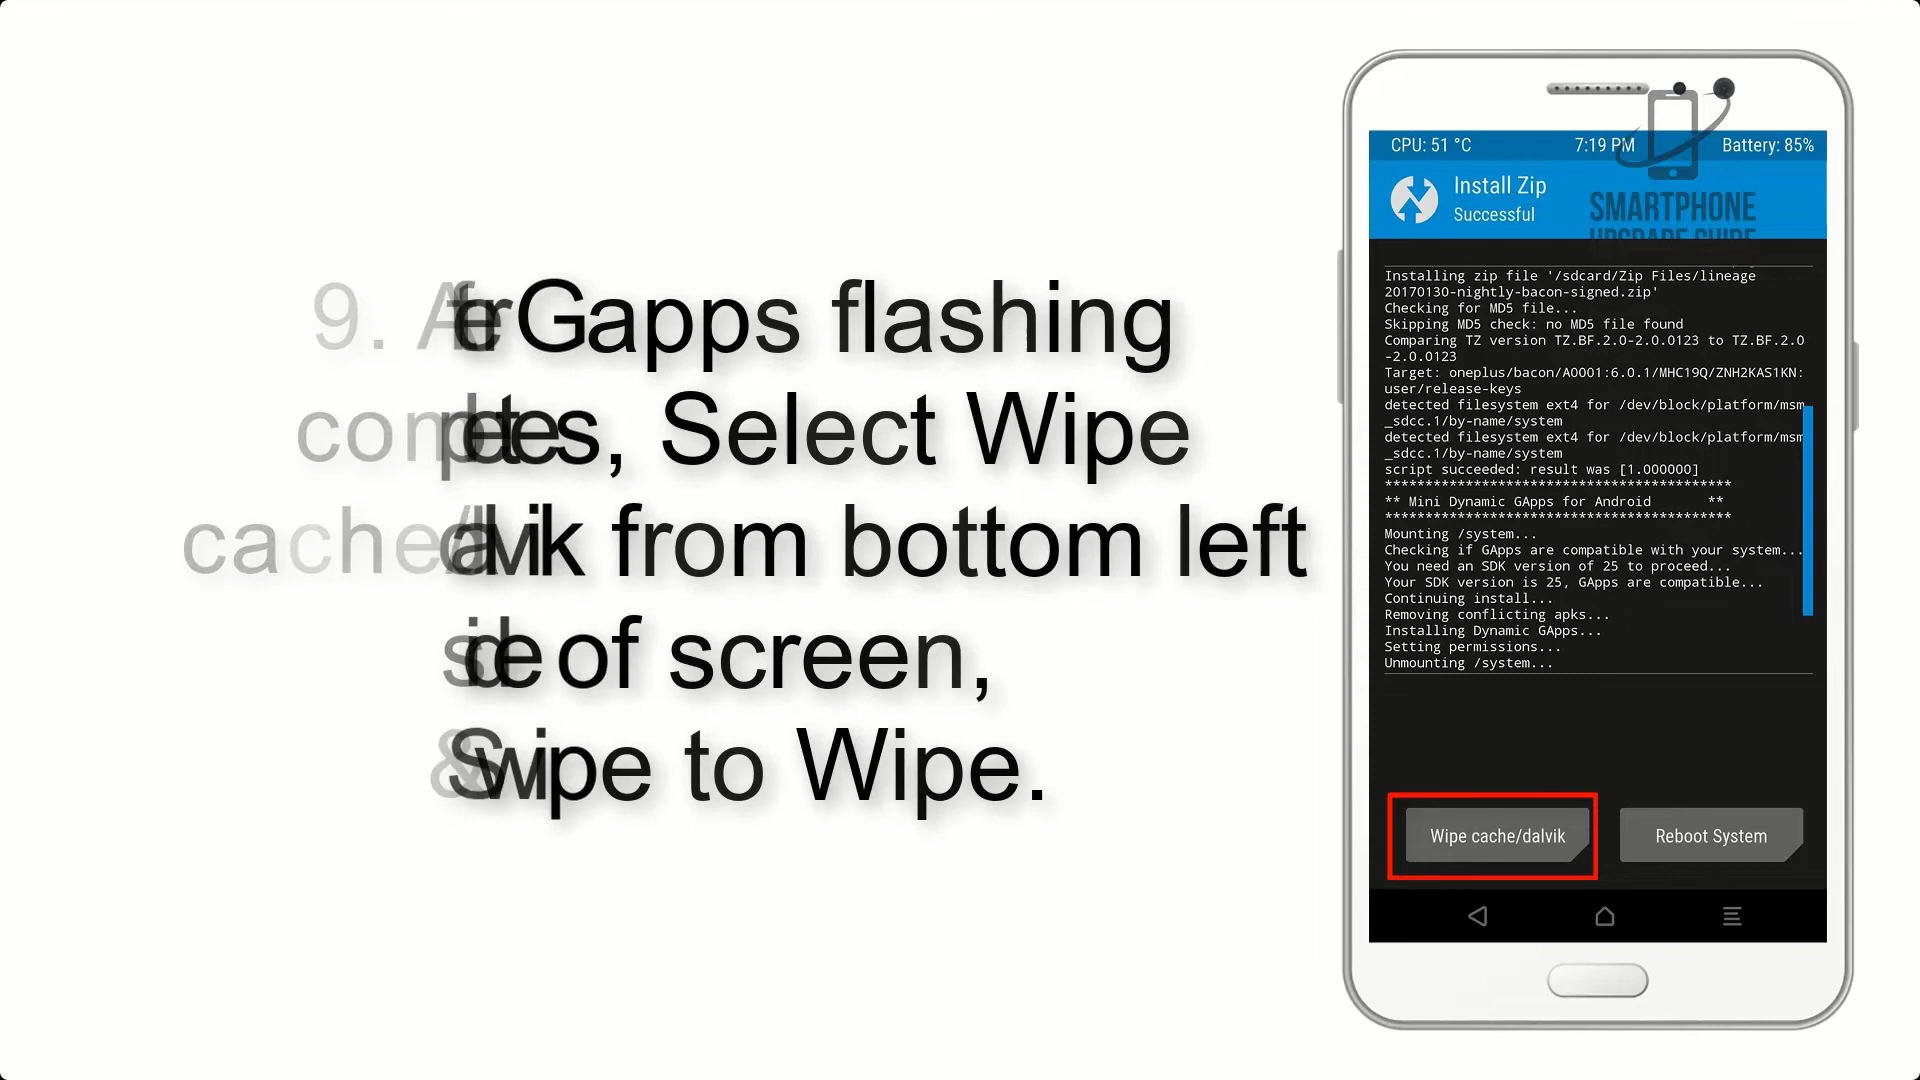 9. After Gapps flashing
completes, Select Wipe
cache/dalvik from bottom left
side of screen,
& Swipe to Wipe.
CPU: 51 °C 7:19 PM Battery: 85%
Install Zip
Successful
SMARTPHONE
UPGRADE GUIDE
Installing zip file '/sdcard/Zip Files/lineage
20170130-nightly-bacon-signed.zip'
Checking for MD5 file...
Skipping MD5 check: no MD5 file found
Comparing TZ version TZ.BF.2.0-2.0.0123 to TZ.BF.2.0
-2.0.0123
Target: oneplus/bacon/A0001:6.0.1/MHC19Q/ZNH2KAS1KN:
user/release-keys
detected filesystem ext4 for /dev/block/platform/msm
_sdcc.1/by-name/system
detected filesystem ext4 for /dev/block/platform/msm
_sdcc.1/by-name/system
script succeeded: result was [1.000000]
******************************************
** Mini Dynamic GApps for Android **
******************************************
Mounting /system...
Checking if GApps are compatible with your system...
You need an SDK version of 25 to proceed...
Your SDK version is 25, GApps are compatible...
Continuing install...
Removing conflicting apks...
Installing Dynamic GApps...
Setting permissions...
Unmounting /system...
Wipe cache/dalvik Reboot System